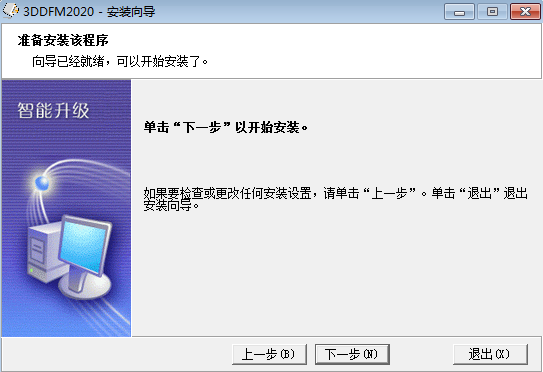 3DDFM2020 - 安装向导
准备安装该程序
向导已经就绪，可以开始安装了。
智能升级
单击“下一步”以开始安装。
如果要检查或更改任何安装设置，请单击“上一步”。单击“退出”退出
安装向导。
上一步(B)
下一步(N)
退出(X)